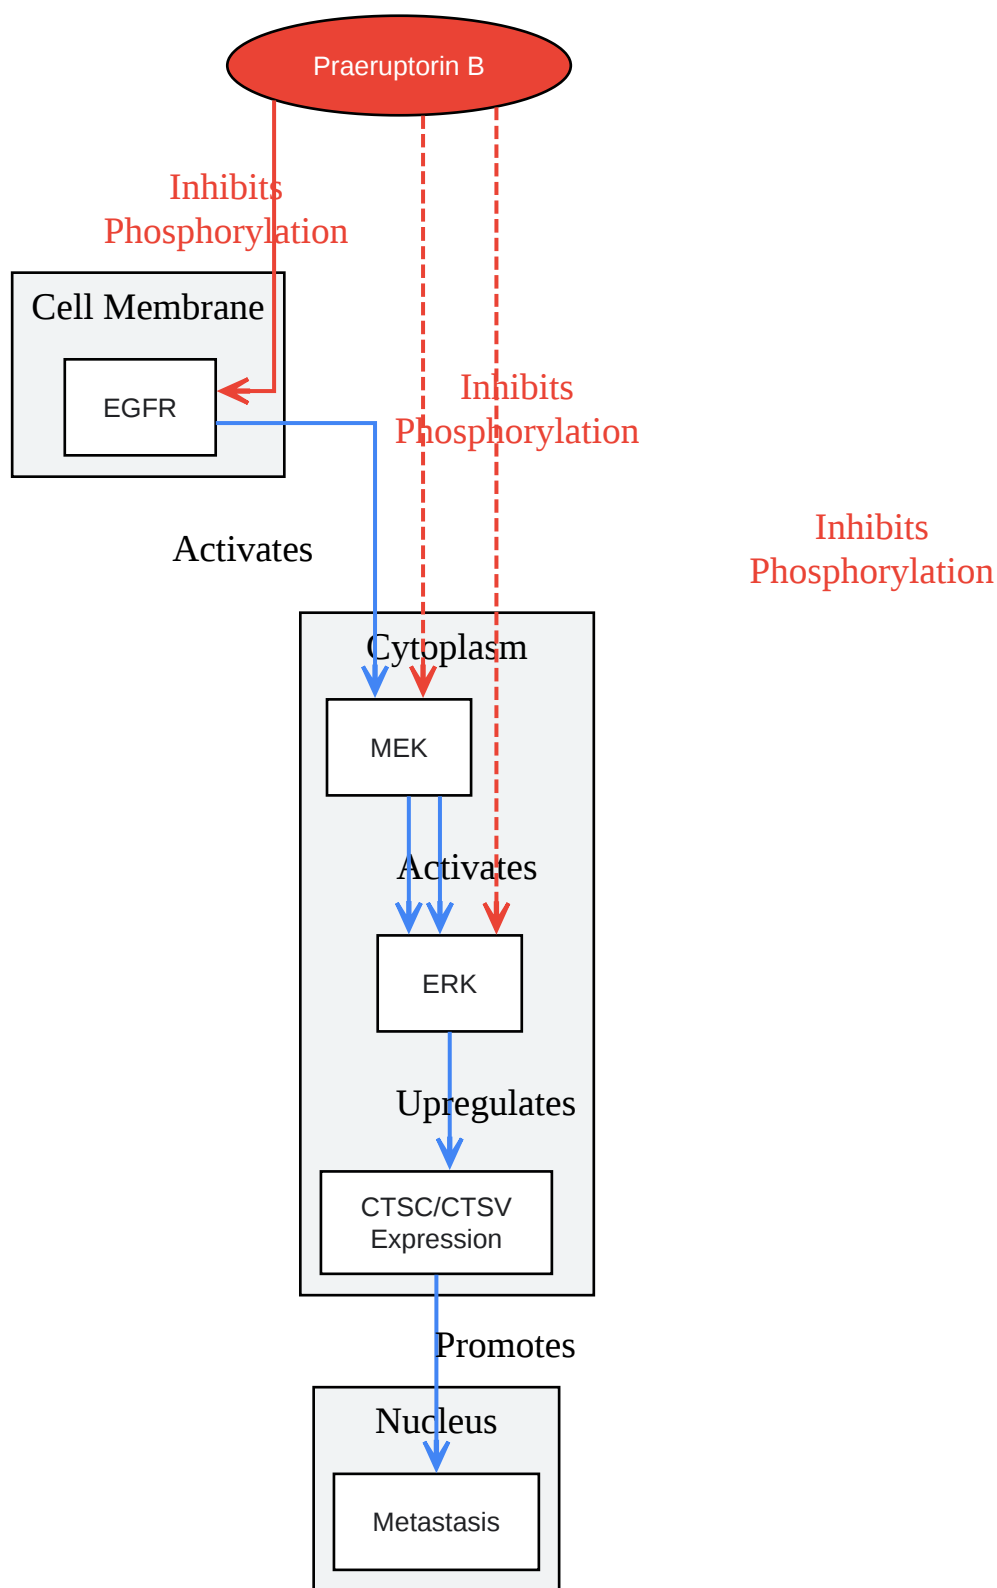 Praeruptorin B
Inhibits
Phosphorylation
Cell Membrane
EGFR
Inhibits
Phosphorylation
Inhibits
Phosphorylation
Activates
Cytoplasm
MEK
Activates
ERK
Upregulates
CTSC/CTSV
Expression
Promotes
Nucleus
Metastasis